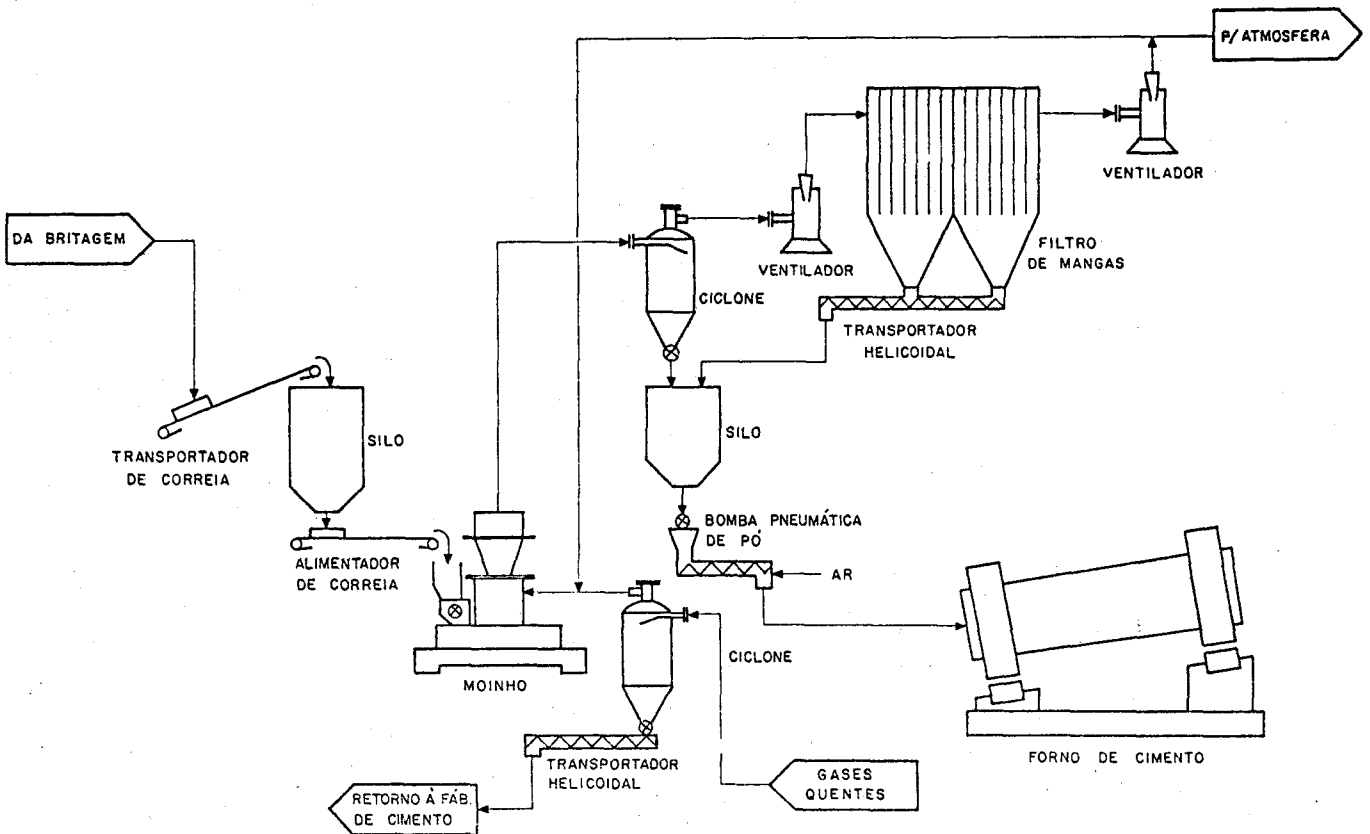 P/ ATMOSFERA
VENTILADOR
DA BRITAGEM
FILTRO
DE MANGAS
VENTILADOR
CICLONE
TRANSPORTADOR
HELICOIDAL
SILO
SILO
TRANSPORTADOR
DE CORREIA
BOMBA PNEUMÁTICA
DE PÓ
ALIMENTADOR
DE CORREIA
AR
CICLONE
MOINHO
FORNO DE CIMENTO
TRANSPORTADOR
HELICOIDAL
GASES
QUENTES
RETORNO À FÁB.
DE CIMENTO